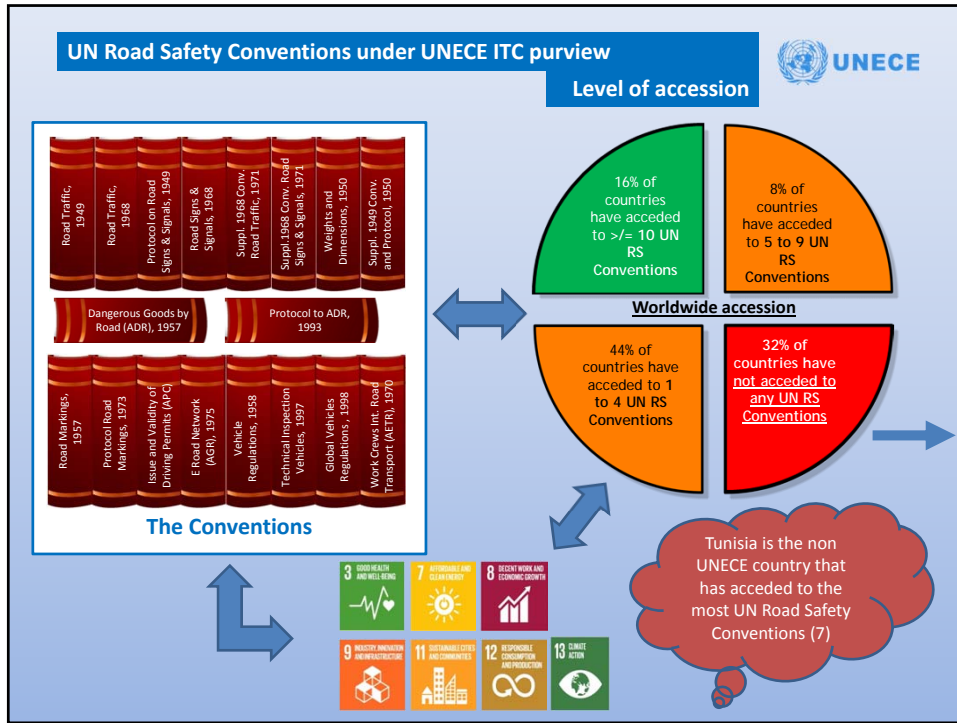 UN Road Safety Conventions under UNECE ITC purview
Level of accession
UNECE
Road Traffic,
1949
Road Traffic,
1968
Protocol on Road
Signs & Signals, 1949
Road Signs &
Signals, 1968
Suppl. 1968 Conv.
Road Traffic, 1971
Suppl.1968 Conv. Road
Signs & Signals, 1971
Weights and
Dimensions, 1950
Suppl. 1949 Conv.
and Protocol, 1950
Dangerous Goods by
Road (ADR), 1957
Protocol to ADR,
1993
Road Markings,
1957
Protocol Road
Markings, 1973
Issue and Validity of
Driving Permits (APC)
E Road Network
(AGR), 1975
Vehicle
Regulations, 1958
Technical Inspection
Vehicles, 1997
Global Vehicles
Regulations , 1998
Work Crews Int. Road
Transport (AETR), 1970
The Conventions
16% of
countries
have acceded
to >/= 10 UN
RS
Conventions
8% of
countries
have acceded
to 5 to 9 UN
RS
Conventions
Worldwide accession
44% of
countries have
acceded to 1
to 4 UN RS
Conventions
32% of
countries have
not acceded to
any UN RS
Conventions
3 GOOD HEALTH
AND WELL-BEING
7 AFFORDABLE AND
CLEAN ENERGY
8 DECENT WORK AND
ECONOMIC GROWTH
9 INDUSTRY, INNOVATION
AND INFRASTRUCTURE
11 SUSTAINABLE CITIES
AND COMMUNITIES
12 RESPONSIBLE
CONSUMPTION
AND PRODUCTION
13 CLIMATE
ACTION
Tunisia is the non
UNECE country that
has acceded to the
most UN Road Safety
Conventions (7)